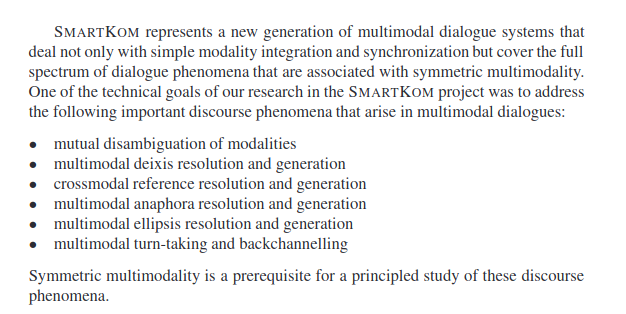 SMARTKOM represents a new generation of multimodal dialogue systems that
deal not only with simple modality integration and synchronization but cover the full
spectrum of dialogue phenomena that are associated with symmetric multimodality.
One of the technical goals of our research in the SMARTKOM project was to address
the following important discourse phenomena that arise in multimodal dialogues:
• mutual disambiguation of modalities
• multimodal deixis resolution and generation
• crossmodal reference resolution and generation
• multimodal anaphora resolution and generation
• multimodal ellipsis resolution and generation
• multimodal turn-taking and backchannelling
Symmetric multimodality is a prerequisite for a principled study of these discourse
phenomena.